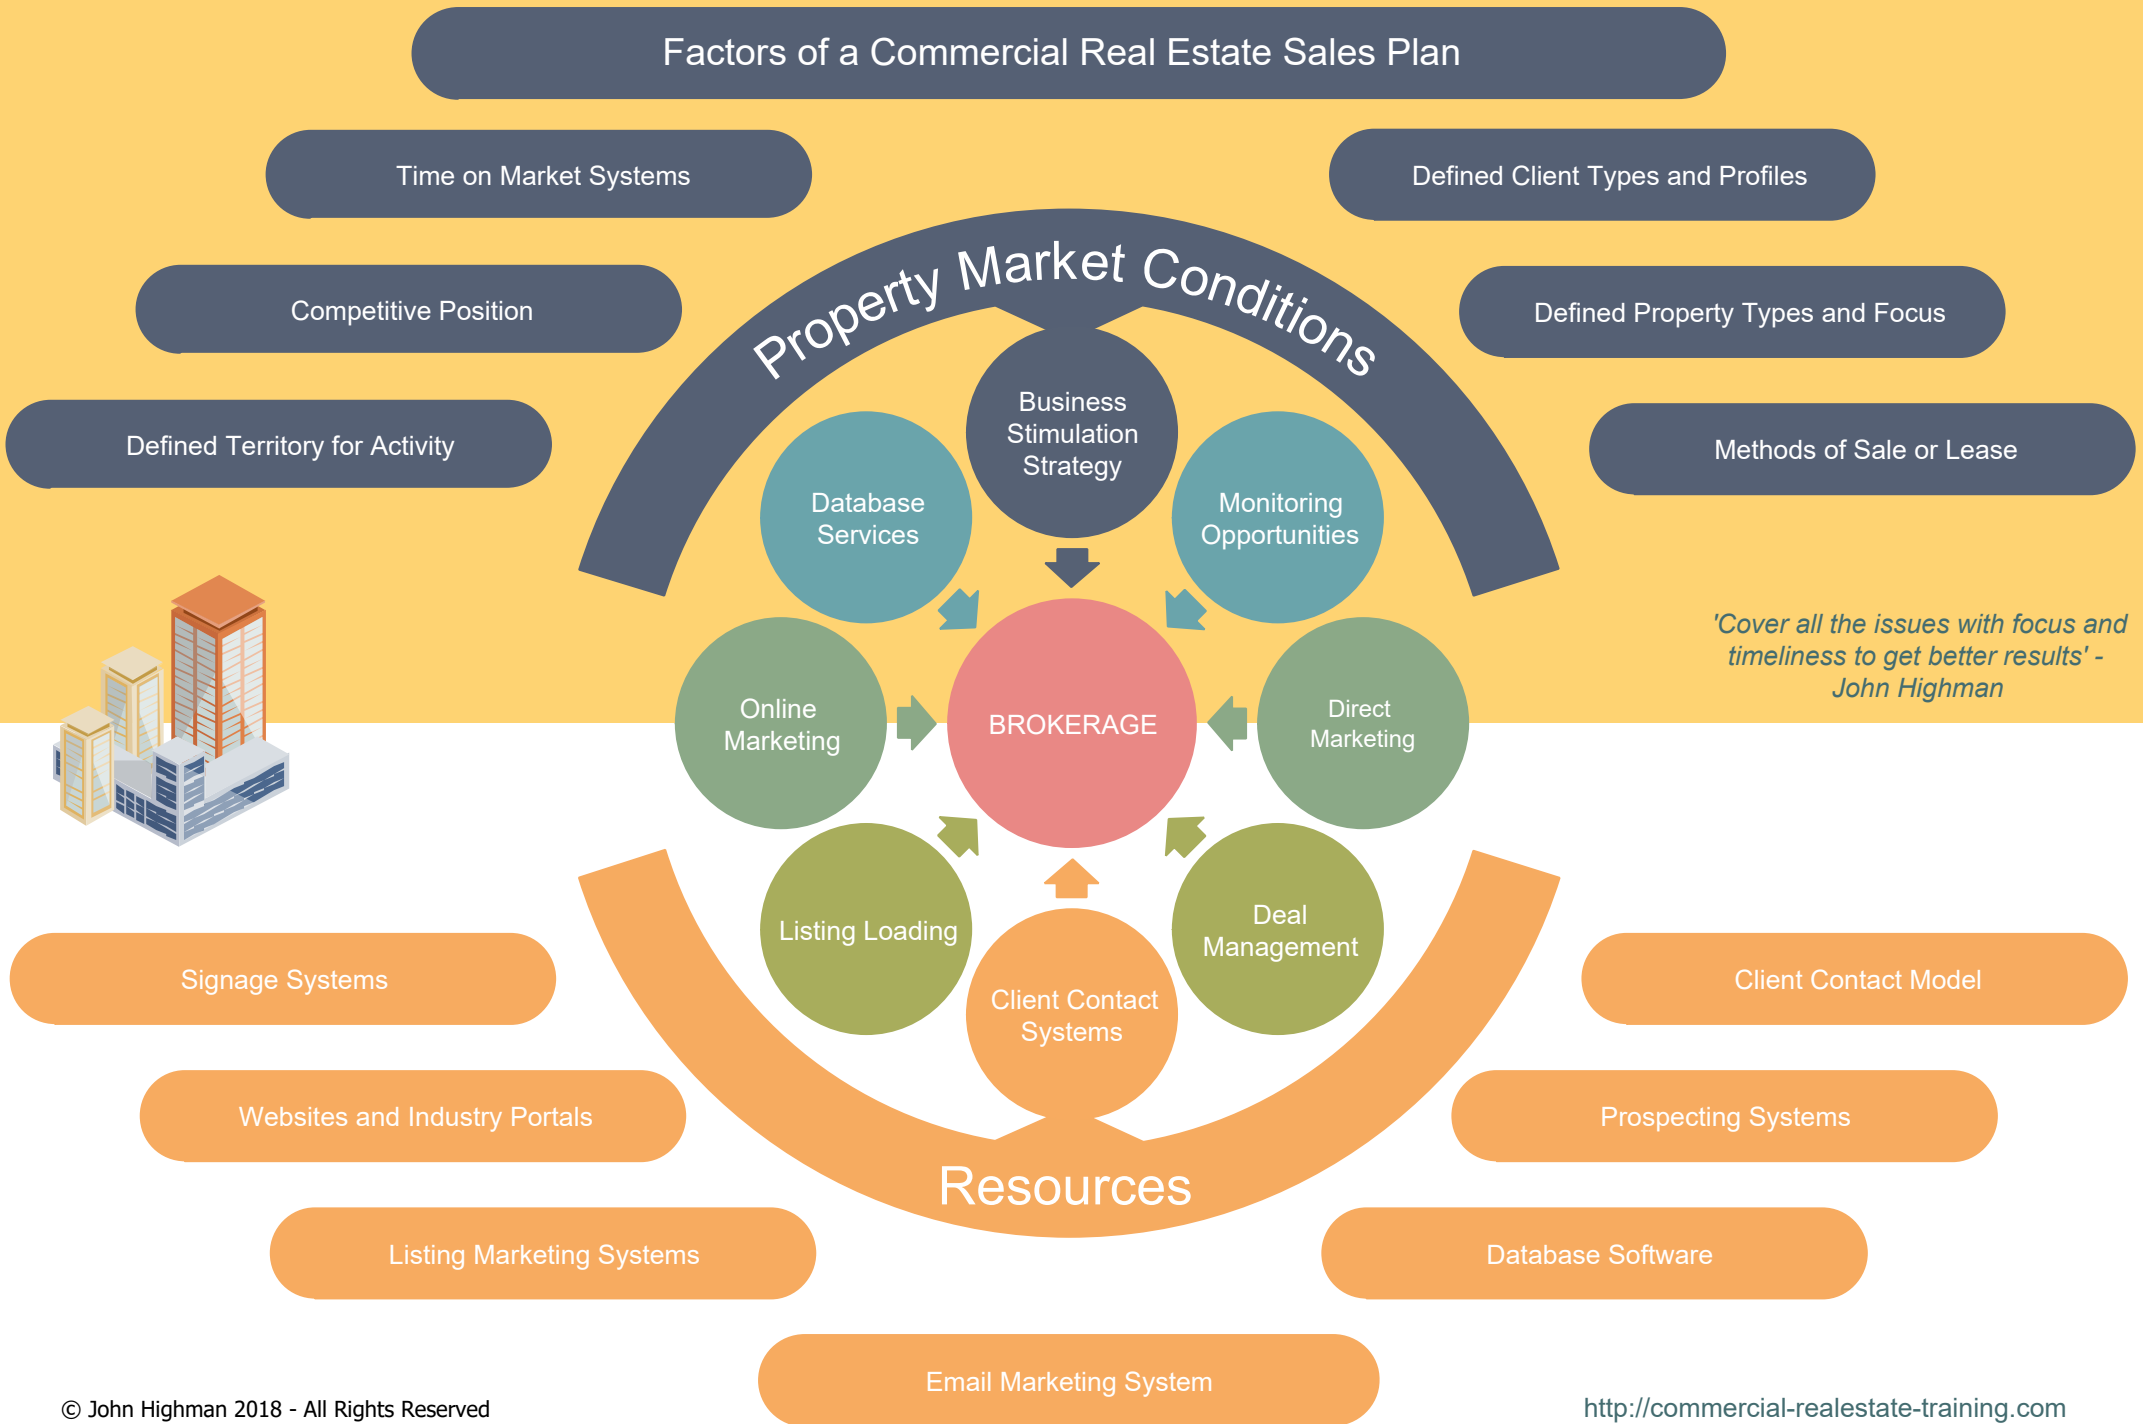 Factors of a Commercial Real Estate Sales Plan
Time on Market Systems
Defined Client Types and Profiles
Competitive Position
Defined Property Types and Focus
Defined Territory for Activity
Methods of Sale or Lease
Property Market Conditions
Business
Stimulation
Strategy
Database
Services
Monitoring
Opportunities
Online
Marketing
BROKERAGE
Direct
Marketing
Listing Loading
Deal
Management
Client Contact
Systems
'Cover all the issues with focus and
timeliness to get better results' -
John Highman
Resources
Signage Systems
Client Contact Model
Websites and Industry Portals
Prospecting Systems
Listing Marketing Systems
Database Software
Email Marketing System
© John Highman 2018 - All Rights Reserved
http://commercial-realestate-training.com